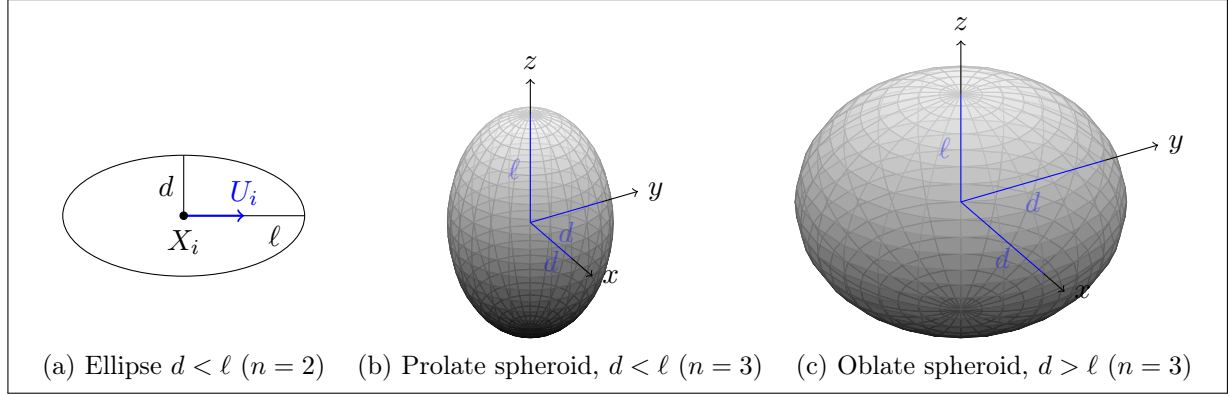 d
U_i
X_i
ℓ
z
ℓ
y
d
d
x
z
ℓ
y
d
d
x
(a) Ellipse d < ℓ (n = 2)
(b) Prolate spheroid, d < ℓ (n = 3)
(c) Oblate spheroid, d > ℓ (n = 3)